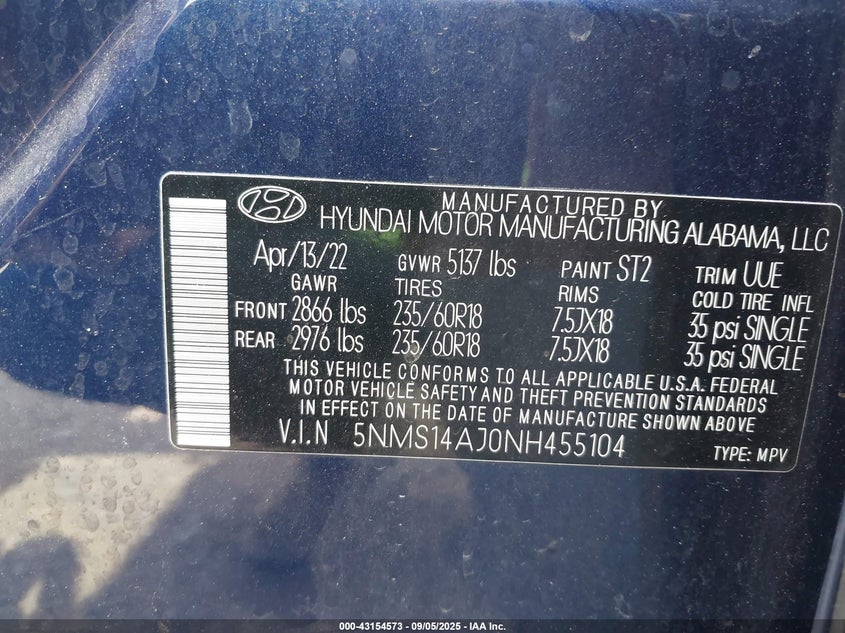 MANUFACTURED BY
HYUNDAI MOTOR MANUFACTURING ALABAMA, LLC
Apr/13/22 GVWR 5137 lbs PAINT ST2 TRIM UUE
GAWR TIRES RIMS COLD TIRE INFL
FRONT 2866 lbs 235/60R18 7.5JX18 35 psi SINGLE
REAR 2976 lbs 235/60R18 7.5JX18 35 psi SINGLE
THIS VEHICLE CONFORMS TO ALL APPLICABLE U.S.A. FEDERAL
MOTOR VEHICLE SAFETY AND THEFT PREVENTION STANDARDS
IN EFFECT ON THE DATE OF MANUFACTURE SHOWN ABOVE
V.I.N 5NMS14AJ0NH455104 TYPE: MPV
000-43154573 - 09/05/2025 - IAA Inc.